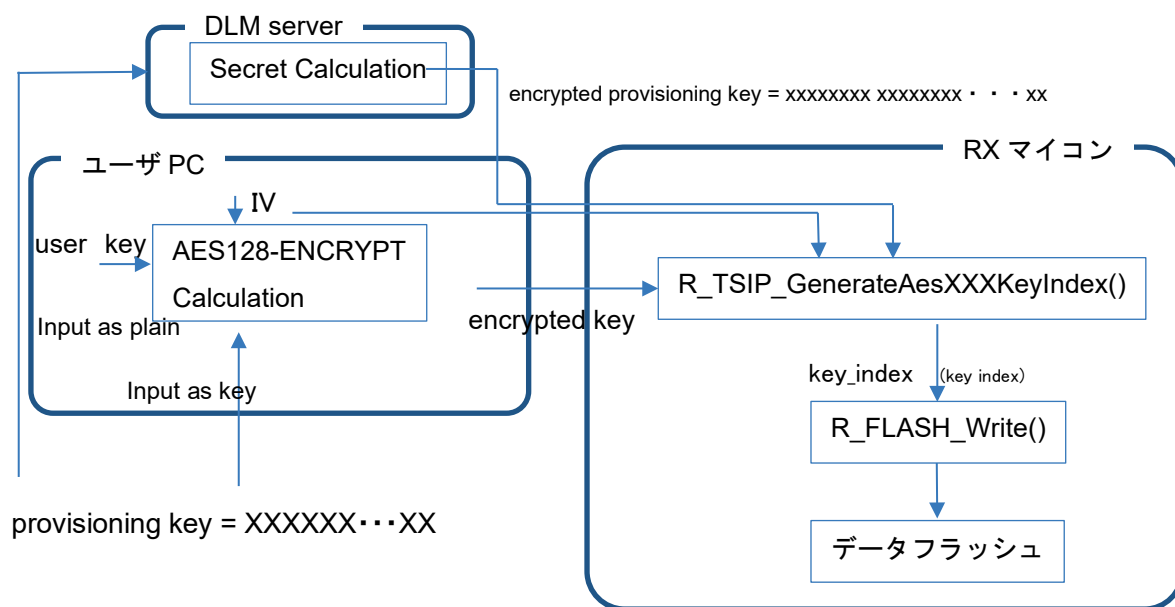 DLM server
Secret Calculation
encrypted provisioning key = xxxxxxxx xxxxxxxx・・・xx
ユーザ PC
RX マイコン
IV
user key
AES128-ENCRYPT
Calculation
R_TSIP_GenerateAesXXXKeyIndex()
encrypted key
Input as plain
key_index (key index)
Input as key
R_FLASH_Write()
provisioning key = XXXXXX・・・XX
データフラッシュ